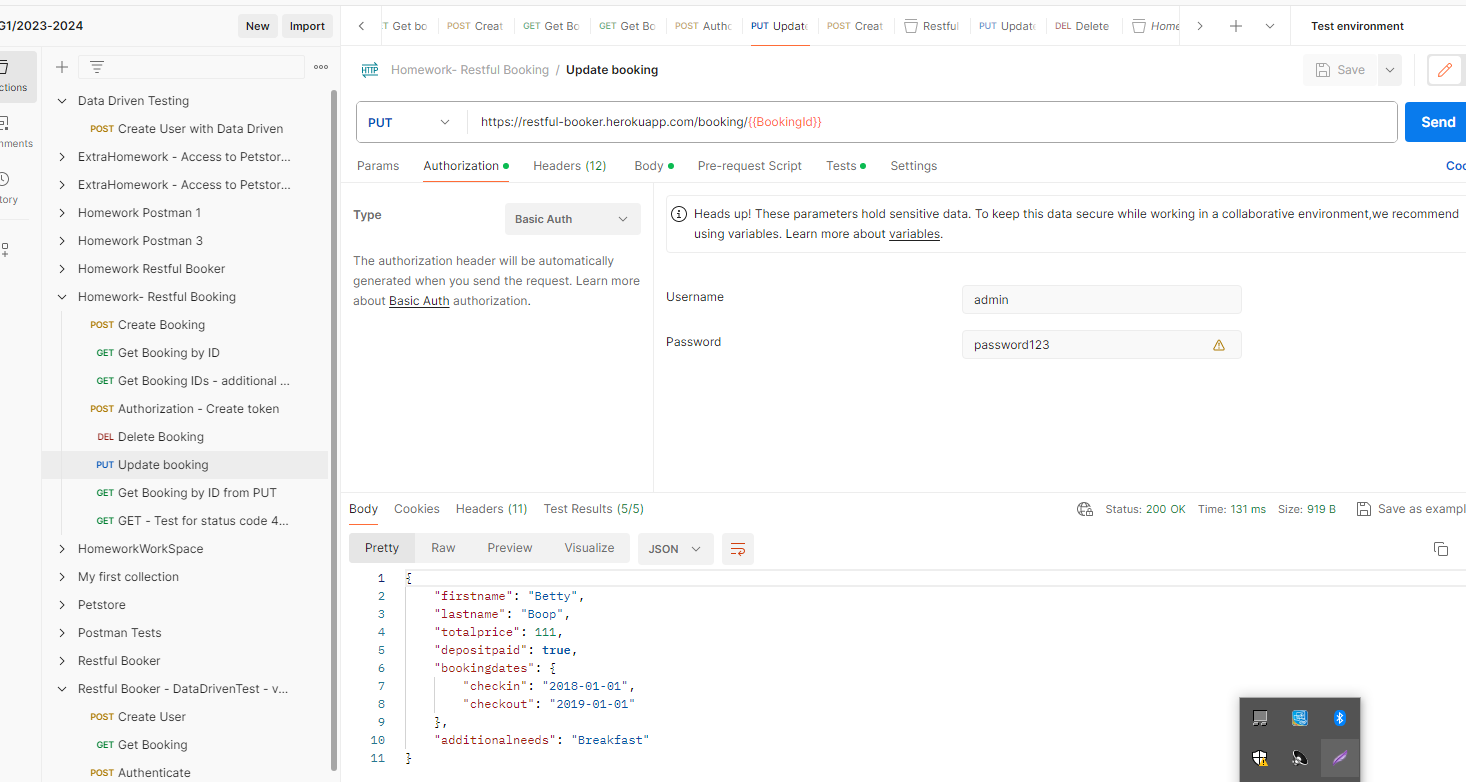 G1/2023-2024
New
Import
ctions
nments
tory
Data Driven Testing
POST Create User with Data Driven
ExtraHomework - Access to Petstor...
ExtraHomework - Access to Petstor...
Homework Postman 1
Homework Postman 3
Homework Restful Booker
Homework- Restful Booking
POST Create Booking
GET Get Booking by ID
GET Get Booking IDs - additional ...
POST Authorization - Create token
DEL Delete Booking
PUT Update booking
GET Get Booking by ID from PUT
GET GET - Test for status code 4...
HomeworkWorkSpace
My first collection
Petstore
Postman Tests
Restful Booker
Restful Booker - DataDrivenTest - v...
POST Create User
GET Get Booking
POST Authenticate
Get bo
POST Creat
GET Get Bo
GET Get Bo
POST Autho
PUT Updat
POST Creat
Restful
PUT Updat
DEL Delete
Home
Test environment
HTTP Homework- Restful Booking / Update booking
Save
PUT
https://restful-booker.herokuapp.com/booking/{{BookingId}}
Send
Params Authorization Headers (12) Body Pre-request Script Tests Settings
Coo
Type
Basic Auth
The authorization header will be automatically
generated when you send the request. Learn more
about Basic Auth authorization.
Heads up! These parameters hold sensitive data. To keep this data secure while working in a collaborative environment,we recommend
using variables. Learn more about variables.
Username
admin
Password
password123
Body Cookies Headers (11) Test Results (5/5)
Status: 200 OK Time: 131 ms Size: 919 B
Save as exampl
Pretty Raw Preview Visualize JSON
1 {
2 "firstname": "Betty",
3 "lastname": "Boop",
4 "totalprice": 111,
5 "depositpaid": true,
6 "bookingdates": {
7 "checkin": "2018-01-01",
8 "checkout": "2019-01-01"
9 },
10 "additionalneeds": "Breakfast"
11 }